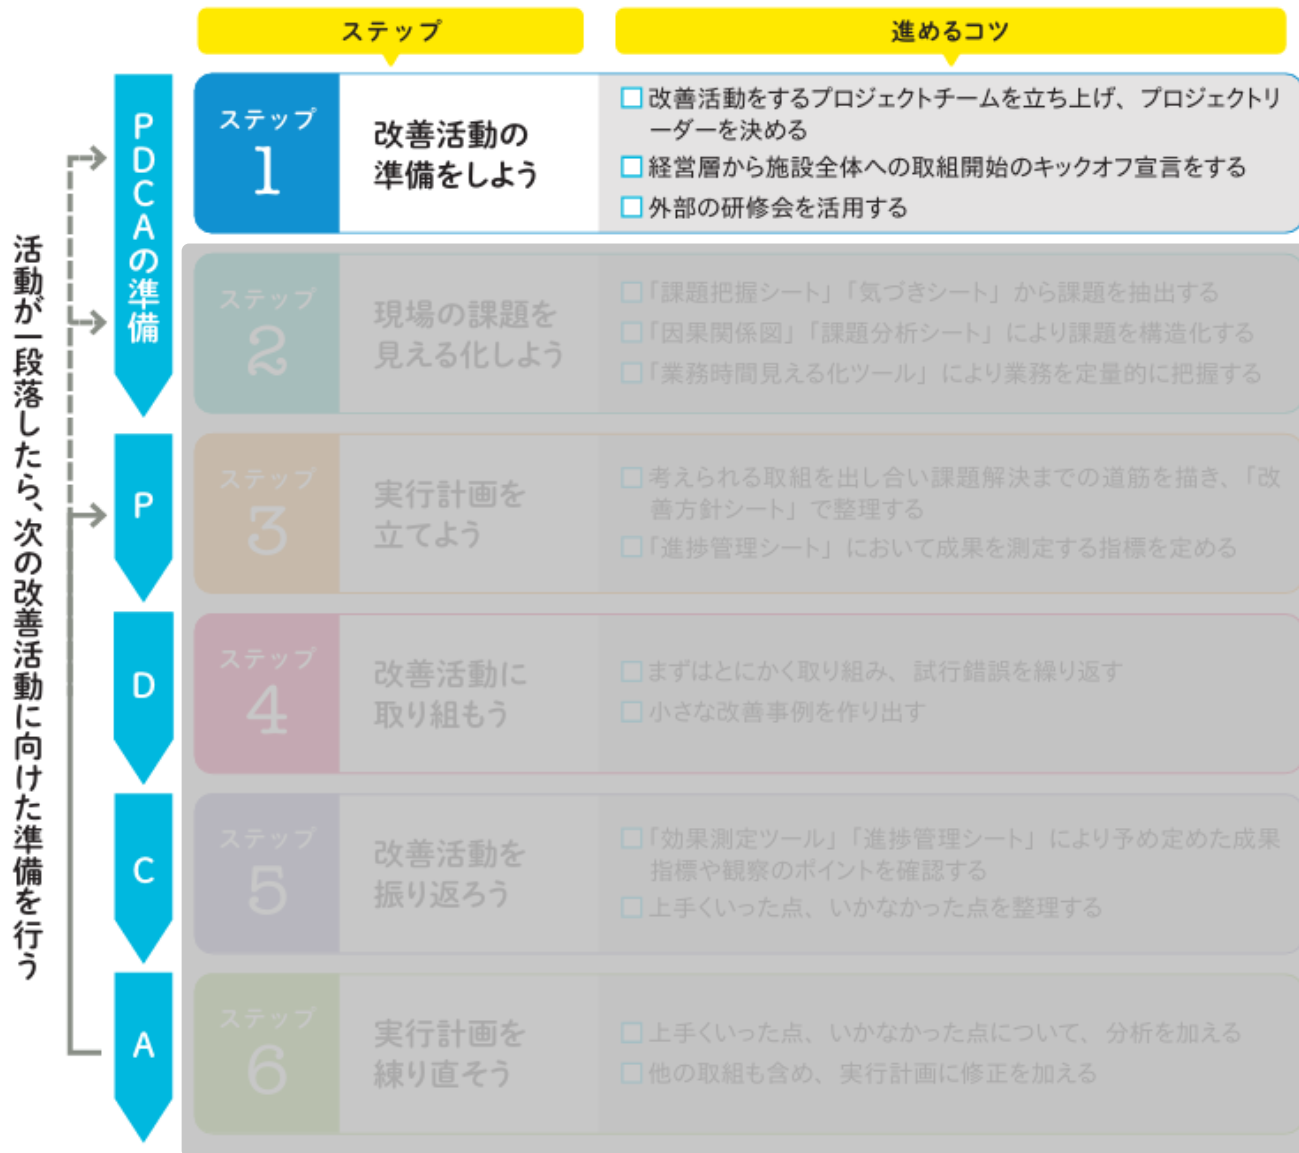 ステップ
進めるコツ
活動が一段落したら、次の改善活動に向けた準備を行う
PDCAの準備
ステップ
1
改善活動の
準備をしよう
□改善活動をするプロジェクトチームを立ち上げ、プロジェクトリ
ーダーを決める
□経営層から施設全体への取組開始のキックオフ宣言をする
□外部の研修会を活用する
ステップ
2
現場の課題を
見える化しよう
□「課題把握シート」「気づきシート」から課題を抽出する
□「因果関係図」「課題分析シート」により課題を構造化する
□「業務時間見える化ツール」により業務を定量的に把握する
P
ステップ
3
実行計画を
立てよう
□考えられる取組を出し合い課題解決までの道筋を描き、「改
善方針シート」で整理する
□「進捗管理シート」において成果を測定する指標を定める
D
ステップ
4
改善活動に
取り組もう
□まずはとにかく取り組み、試行錯誤を繰り返す
□小さな改善事例を作り出す
C
ステップ
5
改善活動を
振り返ろう
□「効果測定ツール」「進捗管理シート」により予め定めた成果
指標や観察のポイントを確認する
□上手くいった点、いかなかった点を整理する
A
ステップ
6
実行計画を
練り直そう
□上手くいった点、いかなかった点について、分析を加える
□他の取組も含め、実行計画に修正を加える